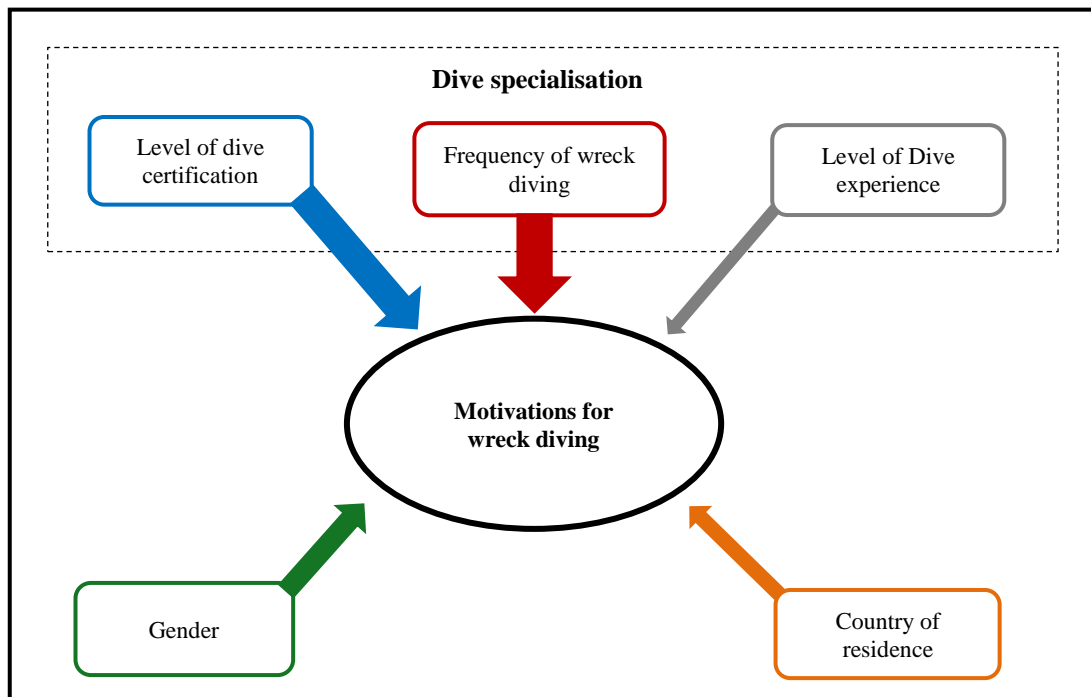 Dive specialisation
Level of dive
certification
Frequency of wreck
diving
Level of Dive
experience
Motivations for
wreck diving
Gender
Country of
residence